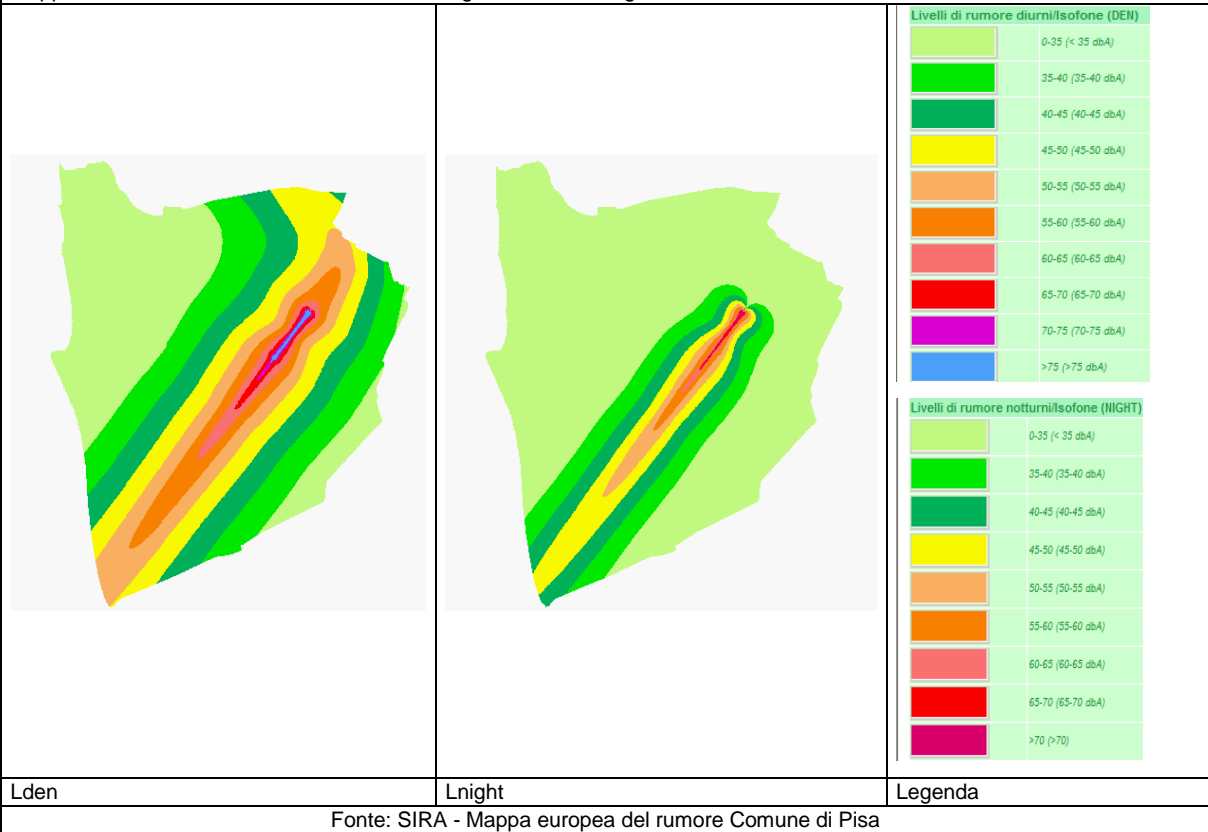 Livelli di rumore diurni/Isofone (DEN)
0-35 (< 35 dbA)
35-40 (35-40 dbA)
40-45 (40-45 dbA)
45-50 (45-50 dbA)
50-55 (50-55 dbA)
55-60 (55-60 dbA)
60-65 (60-65 dbA)
65-70 (65-70 dbA)
70-75 (70-75 dbA)
>75 (>75 dbA)
Livelli di rumore notturni/Isofone (NIGHT)
0-35 (< 35 dbA)
35-40 (35-40 dbA)
40-45 (40-45 dbA)
45-50 (45-50 dbA)
50-55 (50-55 dbA)
55-60 (55-60 dbA)
60-65 (60-65 dbA)
65-70 (65-70 dbA)
>70 (>70)
Lden
Lnight
Legenda
Fonte: SIRA - Mappa europea del rumore Comune di Pisa